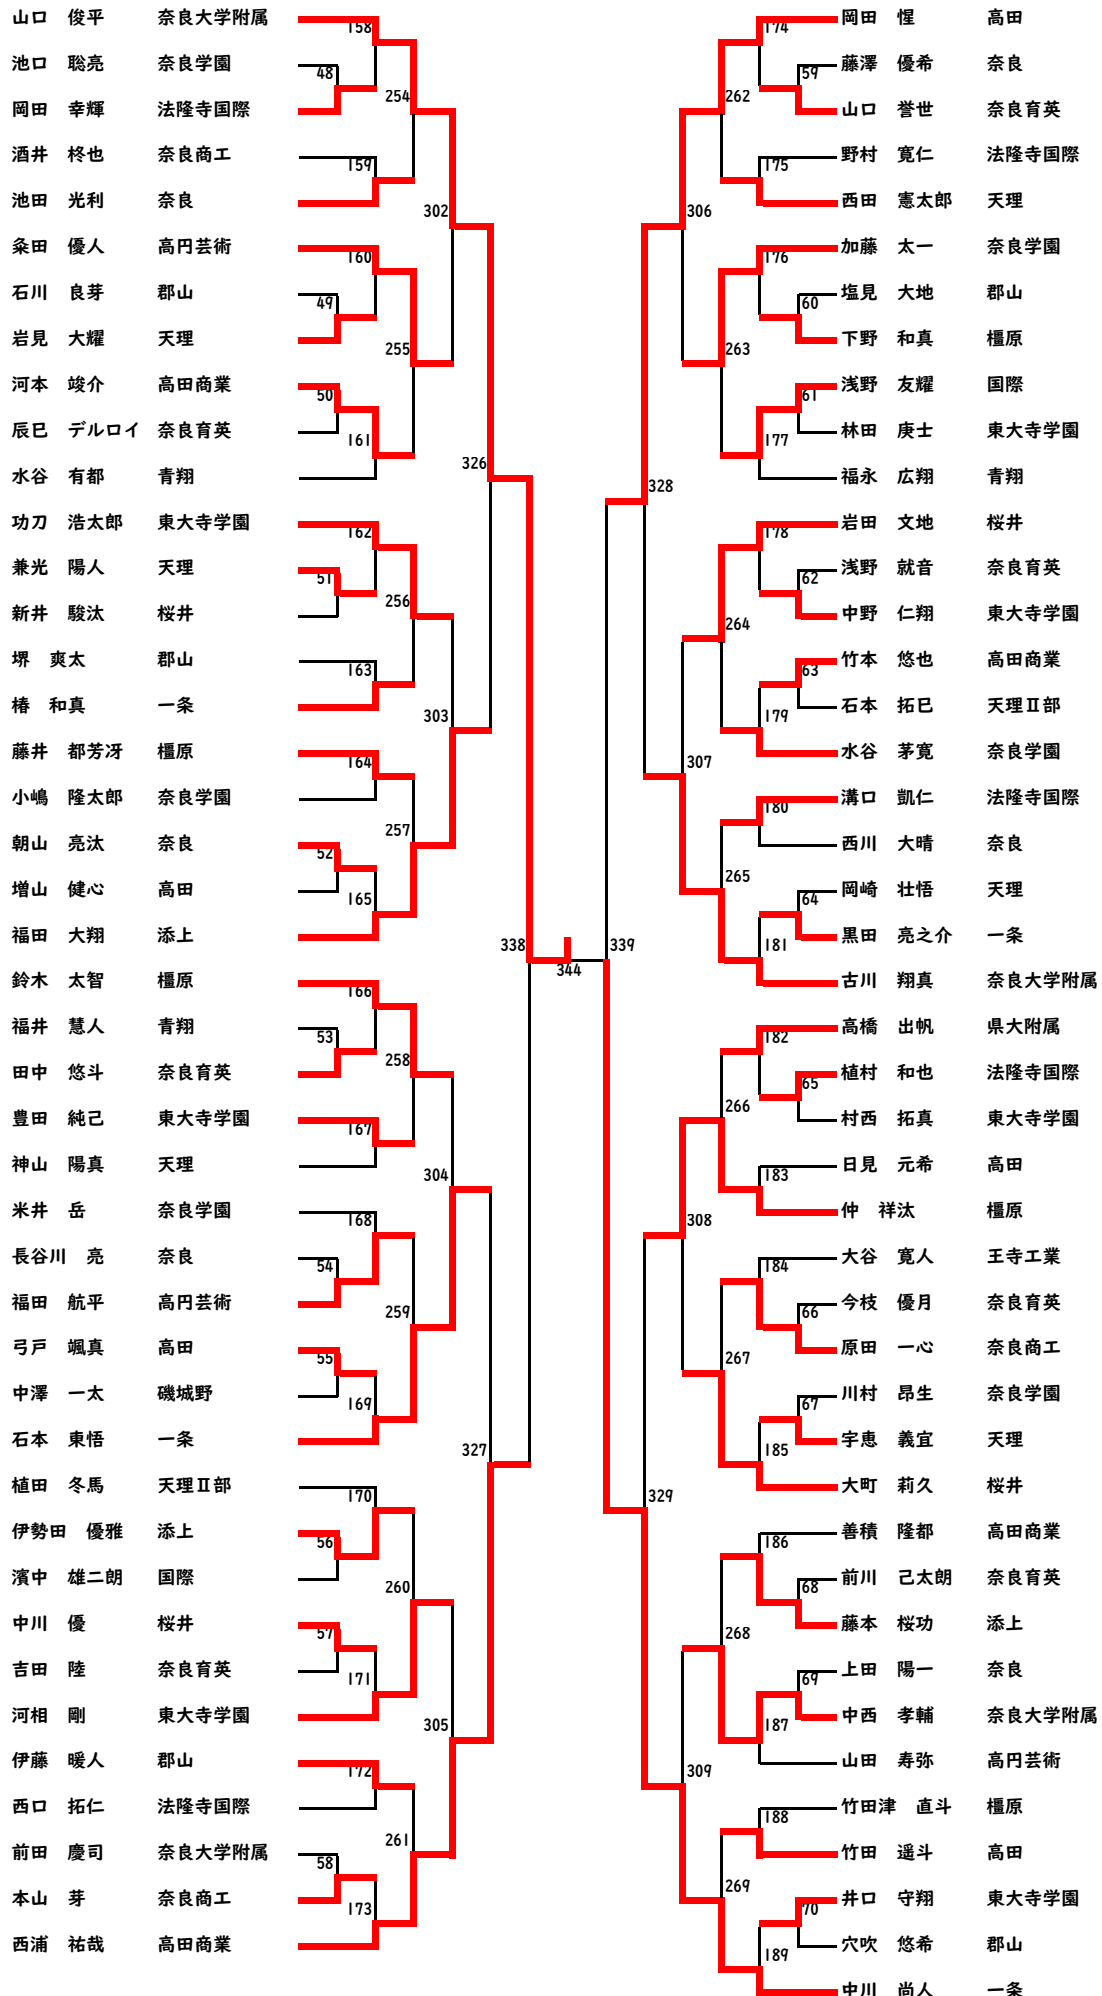 山口 俊平 奈良大学附属
池口 聡亮 奈良学園
岡田 幸輝 法隆寺国際
酒井 柊也 奈良商工
池田 光利 奈良
粂田 優人 高円芸術
石川 良芽 郡山
岩見 大耀 天理
河本 竣介 高田商業
辰巳 デルロイ 奈良育英
水谷 有都 青翔
功刀 浩太郎 東大寺学園
兼光 陽人 天理
新井 駿汰 桜井
堺 爽太 郡山
椿 和真 一条
藤井 都芳冴 橿原
小嶋 隆太郎 奈良学園
朝山 亮汰 奈良
増山 健心 高田
福田 大翔 添上
鈴木 太智 橿原
福井 慧人 青翔
田中 悠斗 奈良育英
豊田 純己 東大寺学園
神山 陽真 天理
米井 岳 奈良学園
長谷川 亮 奈良
福田 航平 高円芸術
弓戸 颯真 高田
中澤 一太 磯城野
石本 東悟 一条
植田 冬馬 天理Ⅱ部
伊勢田 優雅 添上
濱中 雄二朗 国際
中川 優 桜井
吉田 陸 奈良育英
河相 剛 東大寺学園
伊藤 暖人 郡山
西口 拓仁 法隆寺国際
前田 慶司 奈良大学附属
本山 芽 奈良商工
西浦 祐哉 高田商業
48
49
50
51
52
53
54
55
56
57
58
158
159
160
161
162
163
164
165
166
167
168
169
170
171
172
173
254
255
256
257
258
259
260
261
302
303
304
305
326
327
338
344
339
328
329
306
307
308
309
262
263
264
265
266
267
268
269
174
175
176
177
178
179
180
181
182
183
184
185
186
187
188
189
59
60
61
62
63
64
65
66
67
68
69
70
岡田 惺 高田
藤澤 優希 奈良
山口 誉世 奈良育英
野村 寛仁 法隆寺国際
西田 憲太郎 天理
加藤 太一 奈良学園
塩見 大地 郡山
下野 和真 橿原
浅野 友耀 国際
林田 庚士 東大寺学園
福永 広翔 青翔
岩田 文地 桜井
浅野 就音 奈良育英
中野 仁翔 東大寺学園
竹本 悠也 高田商業
石本 拓巳 天理Ⅱ部
水谷 茅寛 奈良学園
溝口 凱仁 法隆寺国際
西川 大晴 奈良
岡崎 壮悟 天理
黒田 亮之介 一条
古川 翔真 奈良大学附属
高橋 出帆 県大附属
植村 和也 法隆寺国際
村西 拓真 東大寺学園
日見 元希 高田
仲 祥汰 橿原
大谷 寛人 王寺工業
今枝 優月 奈良育英
原田 一心 奈良商工
川村 昂生 奈良学園
宇恵 義宜 天理
大町 莉久 桜井
善積 隆都 高田商業
前川 己太朗 奈良育英
藤本 桜功 添上
上田 陽一 奈良
中西 孝輔 奈良大学附属
山田 寿弥 高円芸術
竹田津 直斗 橿原
竹田 遥斗 高田
井口 守翔 東大寺学園
穴吹 悠希 郡山
中川 尚人 一条